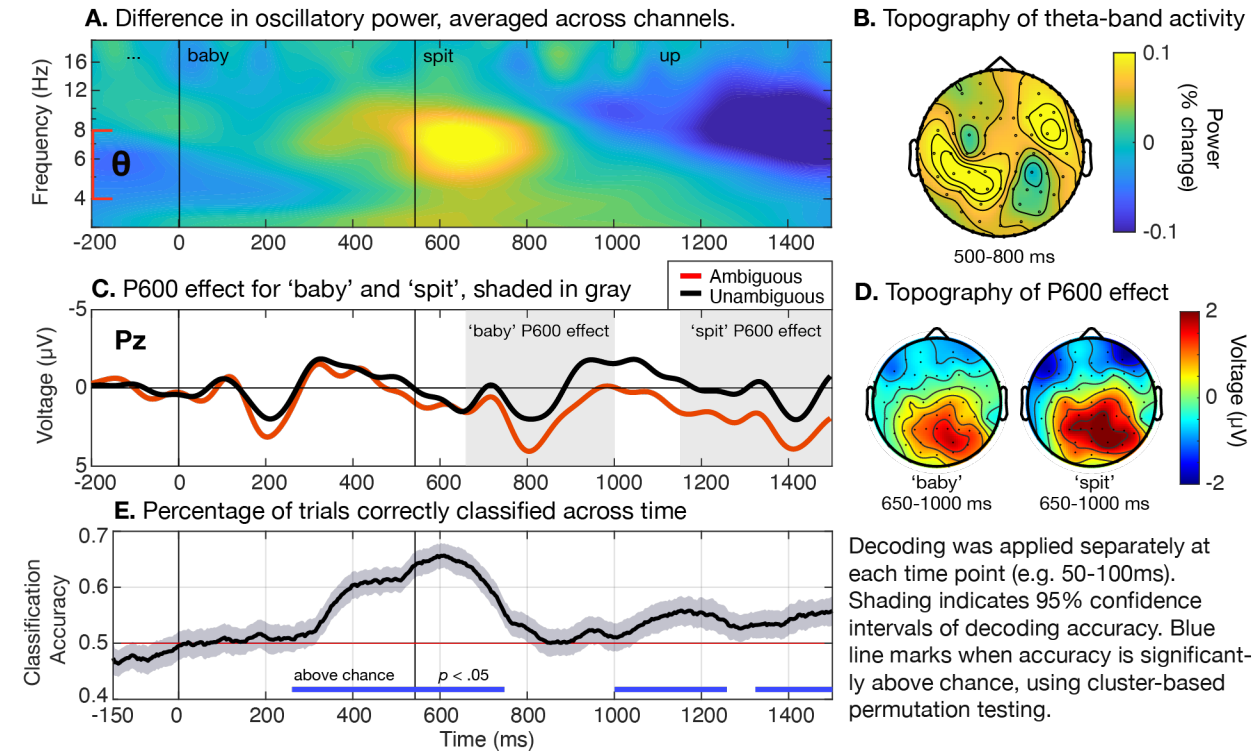 A. Difference in oscillatory power, averaged across channels.
Frequency (Hz)
16
12
8
6
4
θ
... baby spit up
-200 0 200 400 600 800 1000 1200 1400
B. Topography of theta-band activity
0.1
0
-0.1
Power
(% change)
500-800 ms
C. P600 effect for ‘baby’ and ‘spit’, shaded in gray
Ambiguous
Unambiguous
Voltage (µV)
-5
0
5
Pz
‘baby’ P600 effect
‘spit’ P600 effect
-200 0 200 400 600 800 1000 1200 1400
D. Topography of P600 effect
2
0
-2
Voltage (µV)
‘baby’
650-1000 ms
‘spit’
650-1000 ms
E. Percentage of trials correctly classified across time
Classification
Accuracy
0.7
0.6
0.5
0.4
above chance p < .05
-150 0 200 400 600 800 1000 1200 1400
Time (ms)
Decoding was applied separately at
each time point (e.g. 50-100ms).
Shading indicates 95% confidence
intervals of decoding accuracy. Blue
line marks when accuracy is significant-
ly above chance, using cluster-based
permutation testing.